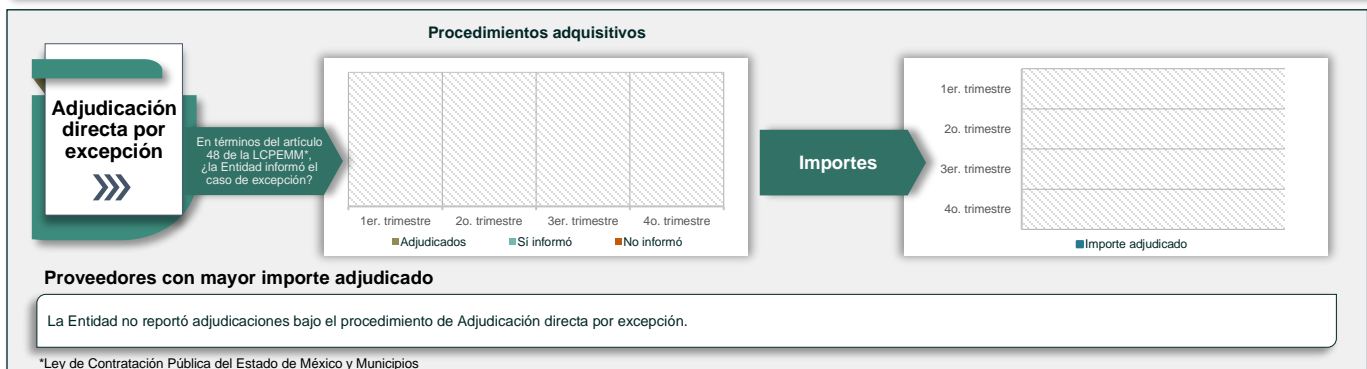 Procedimientos adquisitivos
Adjudicación
directa por
excepción
En términos del artículo
48 de la LCPEMM*,
¿la Entidad informó el
caso de excepción?
1er. trimestre
2o. trimestre
3er. trimestre
4o. trimestre
Adjudicados
Sí informó
No informó
Importes
1er. trimestre
2o. trimestre
3er. trimestre
4o. trimestre
Importe adjudicado
Proveedores con mayor importe adjudicado
La Entidad no reportó adjudicaciones bajo el procedimiento de Adjudicación directa por excepción.
*Ley de Contratación Pública del Estado de México y Municipios